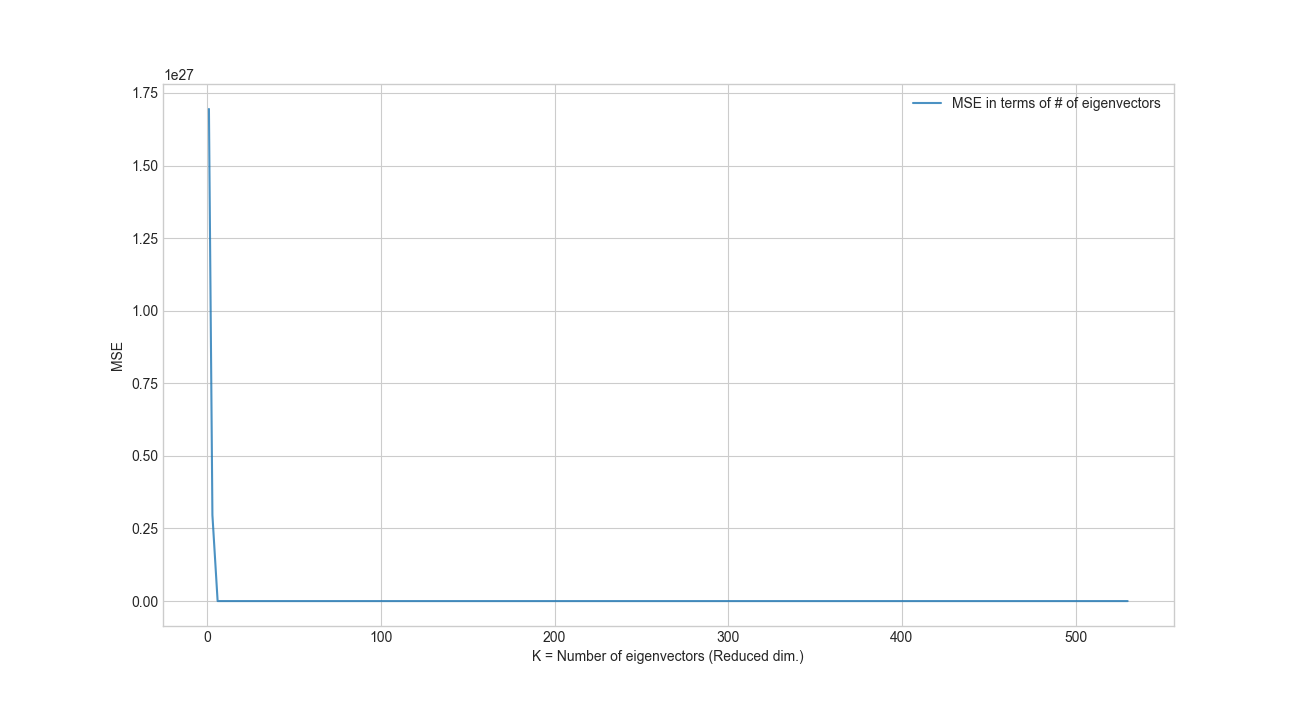 1e27
1.75
1.50
1.25
1.00
0.75
0.50
0.25
0.00
MSE
MSE in terms of # of eigenvectors
0 100 200 300 400 500
K = Number of eigenvectors (Reduced dim.)